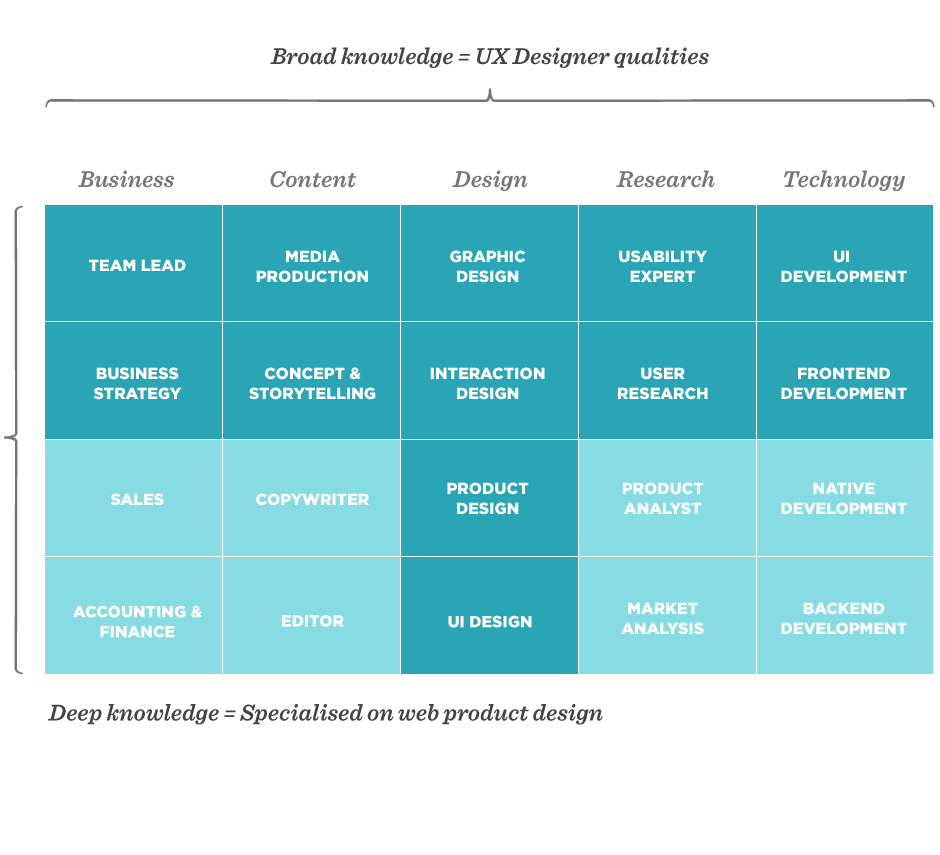 Broad knowledge = UX Designer qualities
Business Content Design Research Technology
TEAM LEAD
MEDIA
PRODUCTION
GRAPHIC
DESIGN
USABILITY
EXPERT
UI
DEVELOPMENT
BUSINESS
STRATEGY
CONCEPT &
STORYTELLING
INTERACTION
DESIGN
USER
RESEARCH
FRONTEND
DEVELOPMENT
SALES
COPYWRITER
PRODUCT
DESIGN
PRODUCT
ANALYST
NATIVE
DEVELOPMENT
ACCOUNTING &
FINANCE
EDITOR
UI DESIGN
MARKET
ANALYSIS
BACKEND
DEVELOPMENT
Deep knowledge = Specialised on web product design